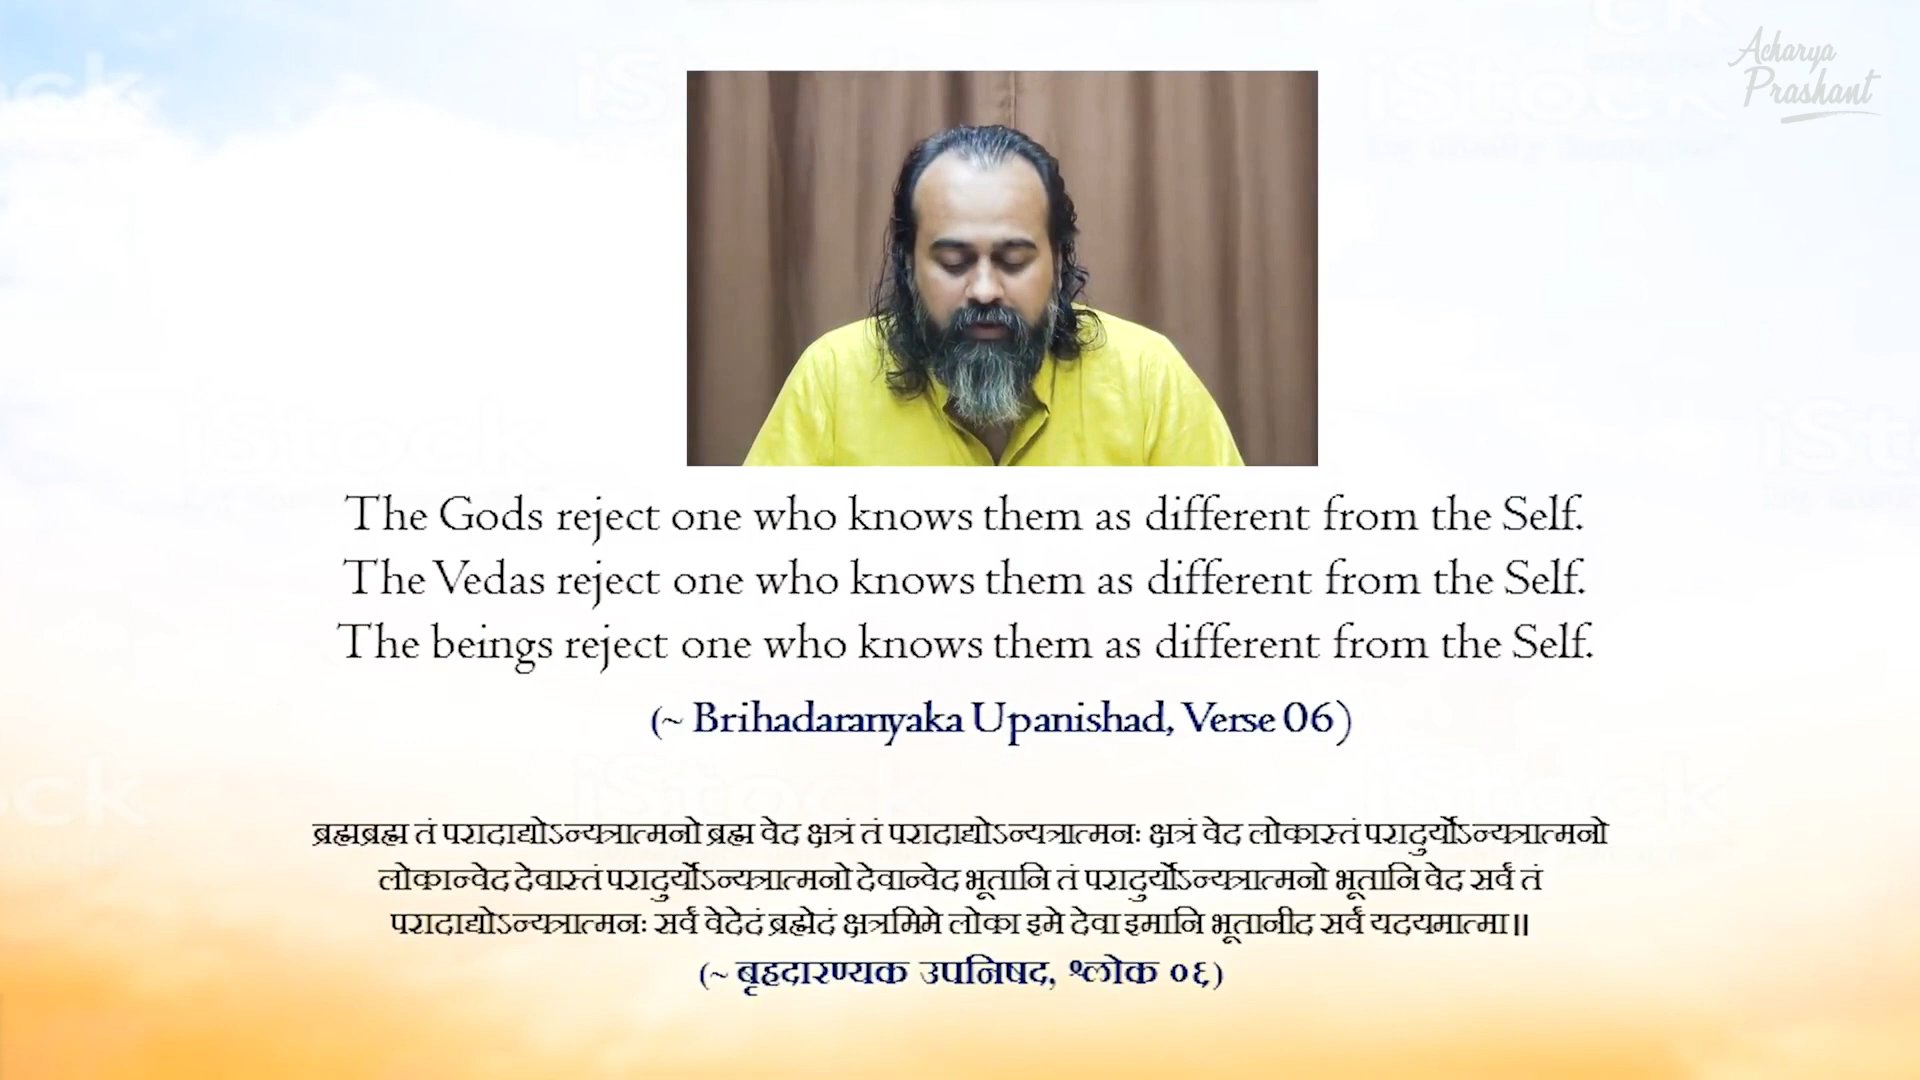 Acharya
Prashant
The Gods reject one who knows them as different from the Self.
The Vedas reject one who knows them as different from the Self.
The beings reject one who knows them as different from the Self.
(~ Brihadaranyaka Upanishad, Verse 06)
ब्रह्मब्रह्म तं परादाद्योऽन्यत्रात्मनो ब्रह्म वेद क्षत्रं तं परादाद्योऽन्यत्रात्मनः क्षत्रं वेद लोकास्तं परादुर्योऽन्यत्रात्मनो
लोकान्वेद देवास्तं परादुर्योऽन्यत्रात्मनो देवान्वेद भूतानि तं परादुर्योऽन्यत्रात्मनो भूतानि वेद सर्वं तं
परादाद्योऽन्यत्रात्मनः सर्वं वेदेदं ब्रह्मेदं क्षत्रमिमे लोका इमे देवा इमानि भूतानीद सर्वं यदयमात्मा॥
(~ बृहदारण्यक उपनिषद, श्लोक ०६)
iStock
iStock
iStock
iStock